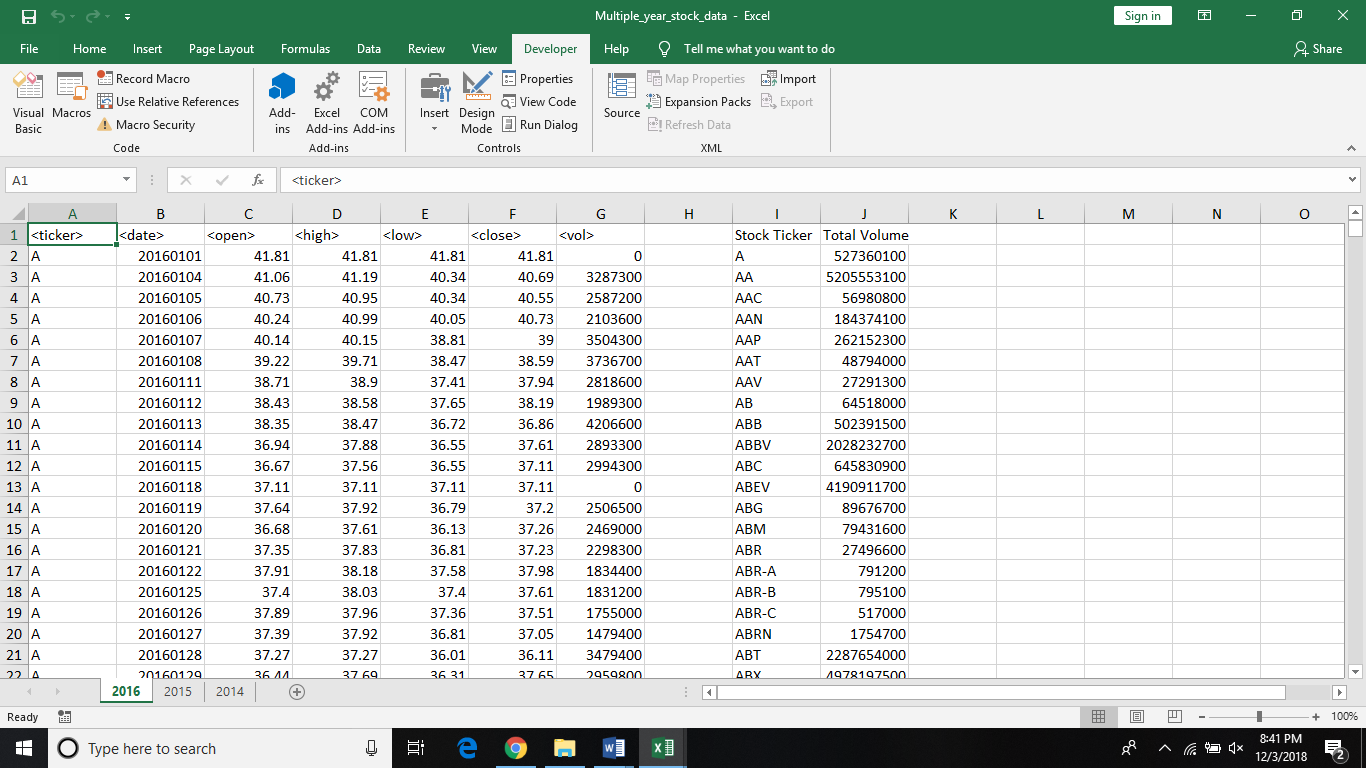 Multiple_year_stock_data - Excel
Sign in
File Home Insert Page Layout Formulas Data Review View Developer Help Tell me what you want to do Share
Visual Basic
Macros
Record Macro
Use Relative References
Macro Security
Code
Add-ins
Excel Add-ins
COM Add-ins
Add-ins
Insert
Design Mode
Properties
View Code
Run Dialog
Controls
Source
Map Properties
Expansion Packs
Refresh Data
Import
Export
XML
A1 fx <ticker>
A B C D E F G H I J K L M N O
1 <ticker> <date> <open> <high> <low> <close> <vol> Stock Ticker Total Volume
2 A 20160101 41.81 41.81 41.81 41.81 0 A 527360100
3 A 20160104 41.06 41.19 40.34 40.69 3287300 AA 5205553100
4 A 20160105 40.73 40.95 40.34 40.55 2587200 AAC 56980800
5 A 20160106 40.24 40.99 40.05 40.73 2103600 AAN 184374100
6 A 20160107 40.14 40.15 38.81 39 3504300 AAP 262152300
7 A 20160108 39.22 39.71 38.47 38.59 3736700 AAT 48794000
8 A 20160111 38.71 38.9 37.41 37.94 2818600 AAV 27291300
9 A 20160112 38.43 38.58 37.65 38.19 1989300 AB 64518000
10 A 20160113 38.35 38.47 36.72 36.86 4206600 ABB 502391500
11 A 20160114 36.94 37.88 36.55 37.61 2893300 ABBV 2028232700
12 A 20160115 36.67 37.56 36.55 37.11 2994300 ABC 645830900
13 A 20160118 37.11 37.11 37.11 37.11 0 ABEV 4190911700
14 A 20160119 37.64 37.92 36.79 37.2 2506500 ABG 89676700
15 A 20160120 36.68 37.61 36.13 37.26 2469000 ABM 79431600
16 A 20160121 37.35 37.83 36.81 37.23 2298300 ABR 27496600
17 A 20160122 37.91 38.18 37.58 37.98 1834400 ABR-A 791200
18 A 20160125 37.4 38.03 37.4 37.61 1831200 ABR-B 795100
19 A 20160126 37.89 37.96 37.36 37.51 1755000 ABR-C 517000
20 A 20160127 37.39 37.92 36.81 37.05 1479400 ABRN 1754700
21 A 20160128 37.27 37.27 36.01 36.11 3479400 ABT 2287654000
22 A 20160129 36.44 37.69 36.31 37.65 2959800 ABX 4978197500
2016 2015 2014
Ready 100%
Type here to search
8:41 PM
12/3/2018
2